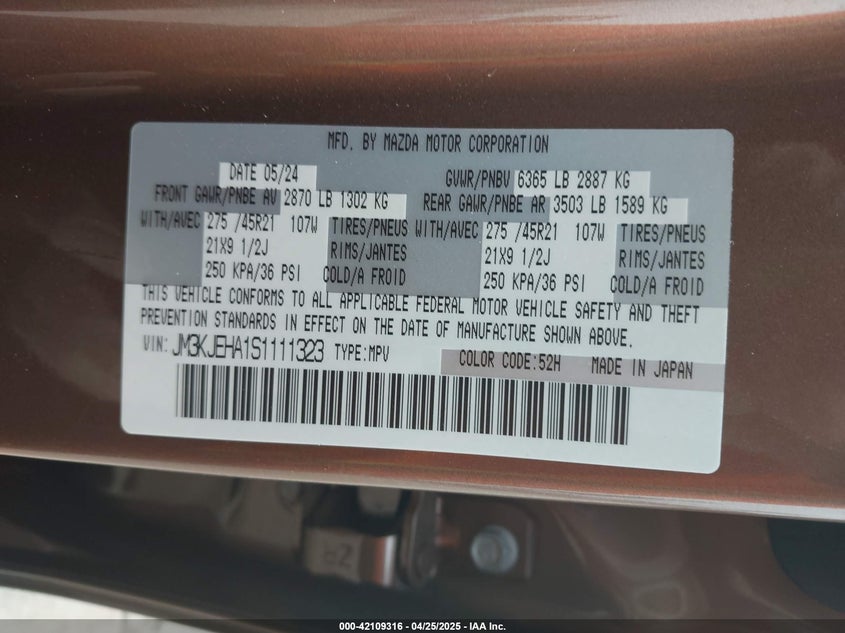 MFD. BY MAZDA MOTOR CORPORATION
DATE 05/24 GVWR/PNBV 6365 LB 2887 KG
FRONT GAWR/PNBE AV 2870 LB 1302 KG REAR GAWR/PNBE AR 3503 LB 1589 KG
WITH/AVEC 275 /45R21 107W TIRES/PNEUS WITH/AVEC 275 /45R21 107W TIRES/PNEUS
21X9 1/2J RIMS/JANTES 21X9 1/2J RIMS/JANTES
250 KPA/36 PSI COLD/A FROID 250 KPA/36 PSI COLD/A FROID
THIS VEHICLE CONFORMS TO ALL APPLICABLE FEDERAL MOTOR VEHICLE SAFETY AND THEFT
PREVENTION STANDARDS IN EFFECT ON THE DATE OF MANUFACTURE SHOWN ABOVE.
VIN: JM3KJEHA1S1111323 TYPE:MPV COLOR CODE:52H MADE IN JAPAN
000-42109316 - 04/25/2025 - IAA Inc.